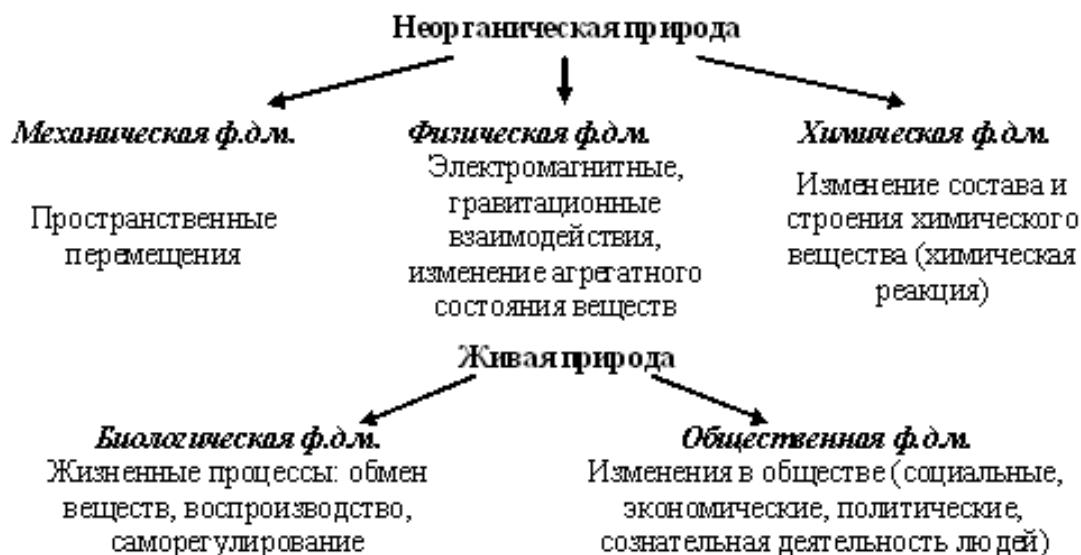 Неорганическая природа
Механическая ф.д.м.
Пространственные
перемещения
Физическая ф.д.м.
Электромагнитные,
гравитационные
взаимодействия,
изменение агрегатного
состояния веществ
Химическая ф.д.м.
Изменение состава и
строения химического
вещества (химическая
реакция)
Живая природа
Биологическая ф.д.м.
Жизненные процессы: обмен
веществ, воспроизводство,
саморегулирование
Общественная ф.д.м.
Изменения в обществе (социальные,
экономические, политические,
сознательная деятельность людей)